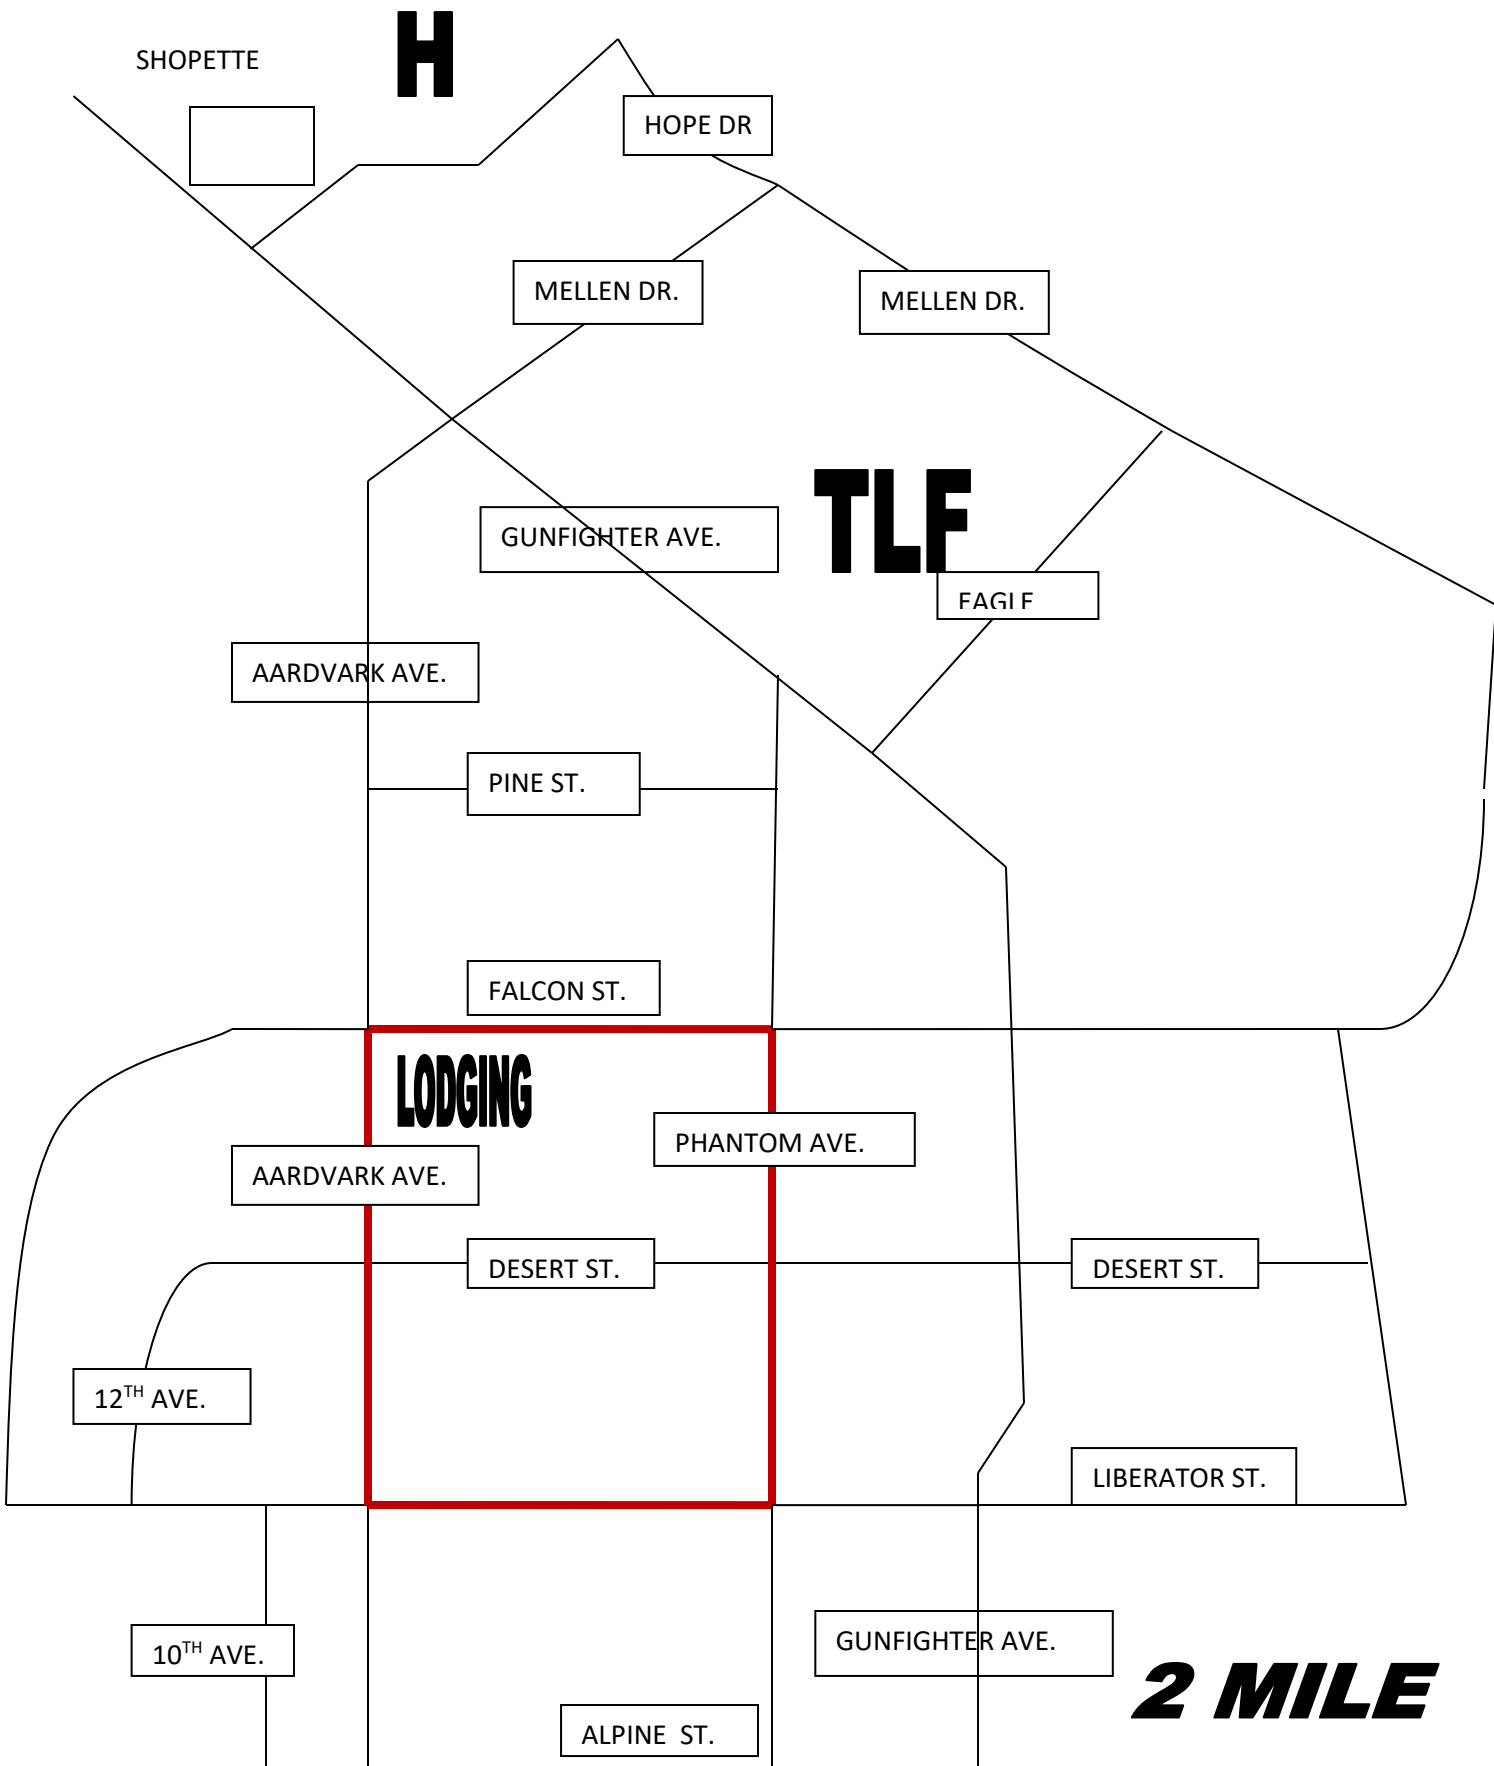 SHOPETTE
H
HOPE DR
MELLEN DR.
MELLEN DR.
TLF
GUNFIGHTER AVE.
EAGLE
AARDVARK AVE.
PINE ST.
FALCON ST.
LODGING
PHANTOM AVE.
AARDVARK AVE.
DESERT ST.
DESERT ST.
12TH AVE.
LIBERATOR ST.
10TH AVE.
GUNFIGHTER AVE.
2 MILE
ALPINE ST.